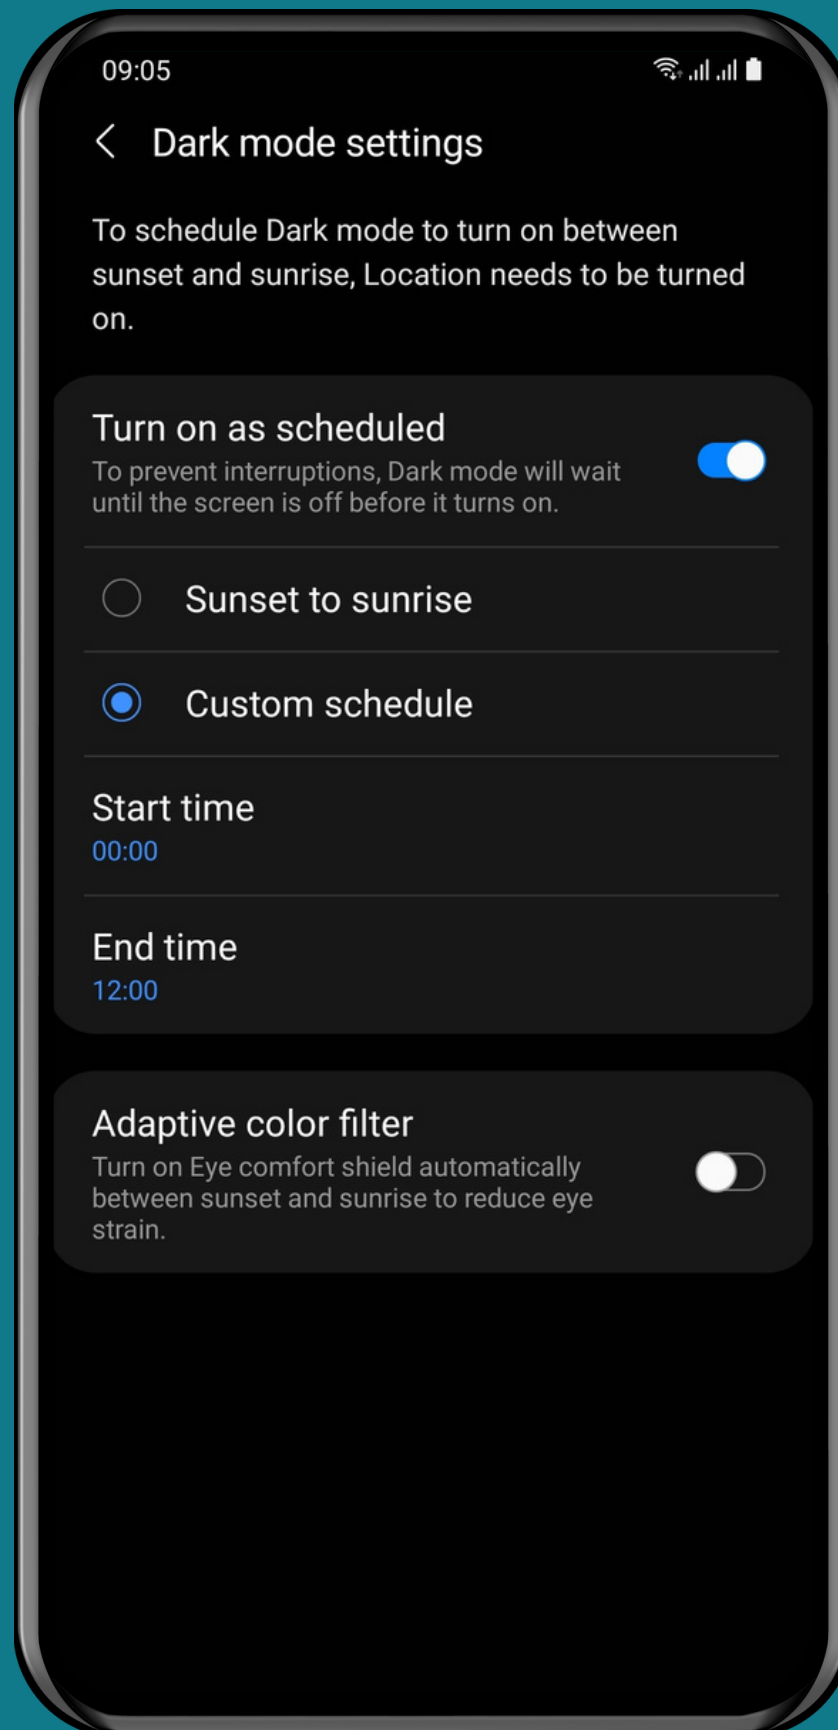 09:05
Dark mode settings
To schedule Dark mode to turn on between
sunset and sunrise, Location needs to be turned
on.
Turn on as scheduled
To prevent interruptions, Dark mode will wait
until the screen is off before it turns on.
Sunset to sunrise
Custom schedule
Start time
00:00
End time
12:00
Adaptive color filter
Turn on Eye comfort shield automatically
between sunset and sunrise to reduce eye
strain.